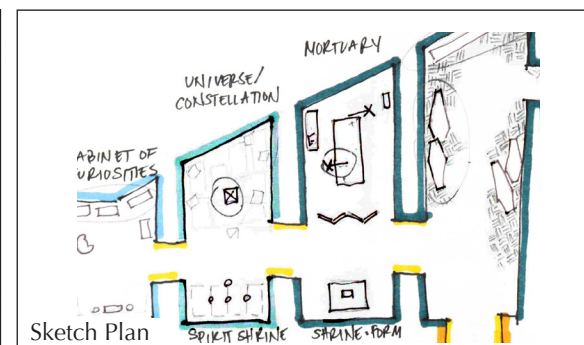 MORTUARY
UNIVERSE/
CONSTELLATION
ABINET OF
URIOSITIES
E
Sketch Plan
SPIRIT SHRINE
SHRINE·FORM